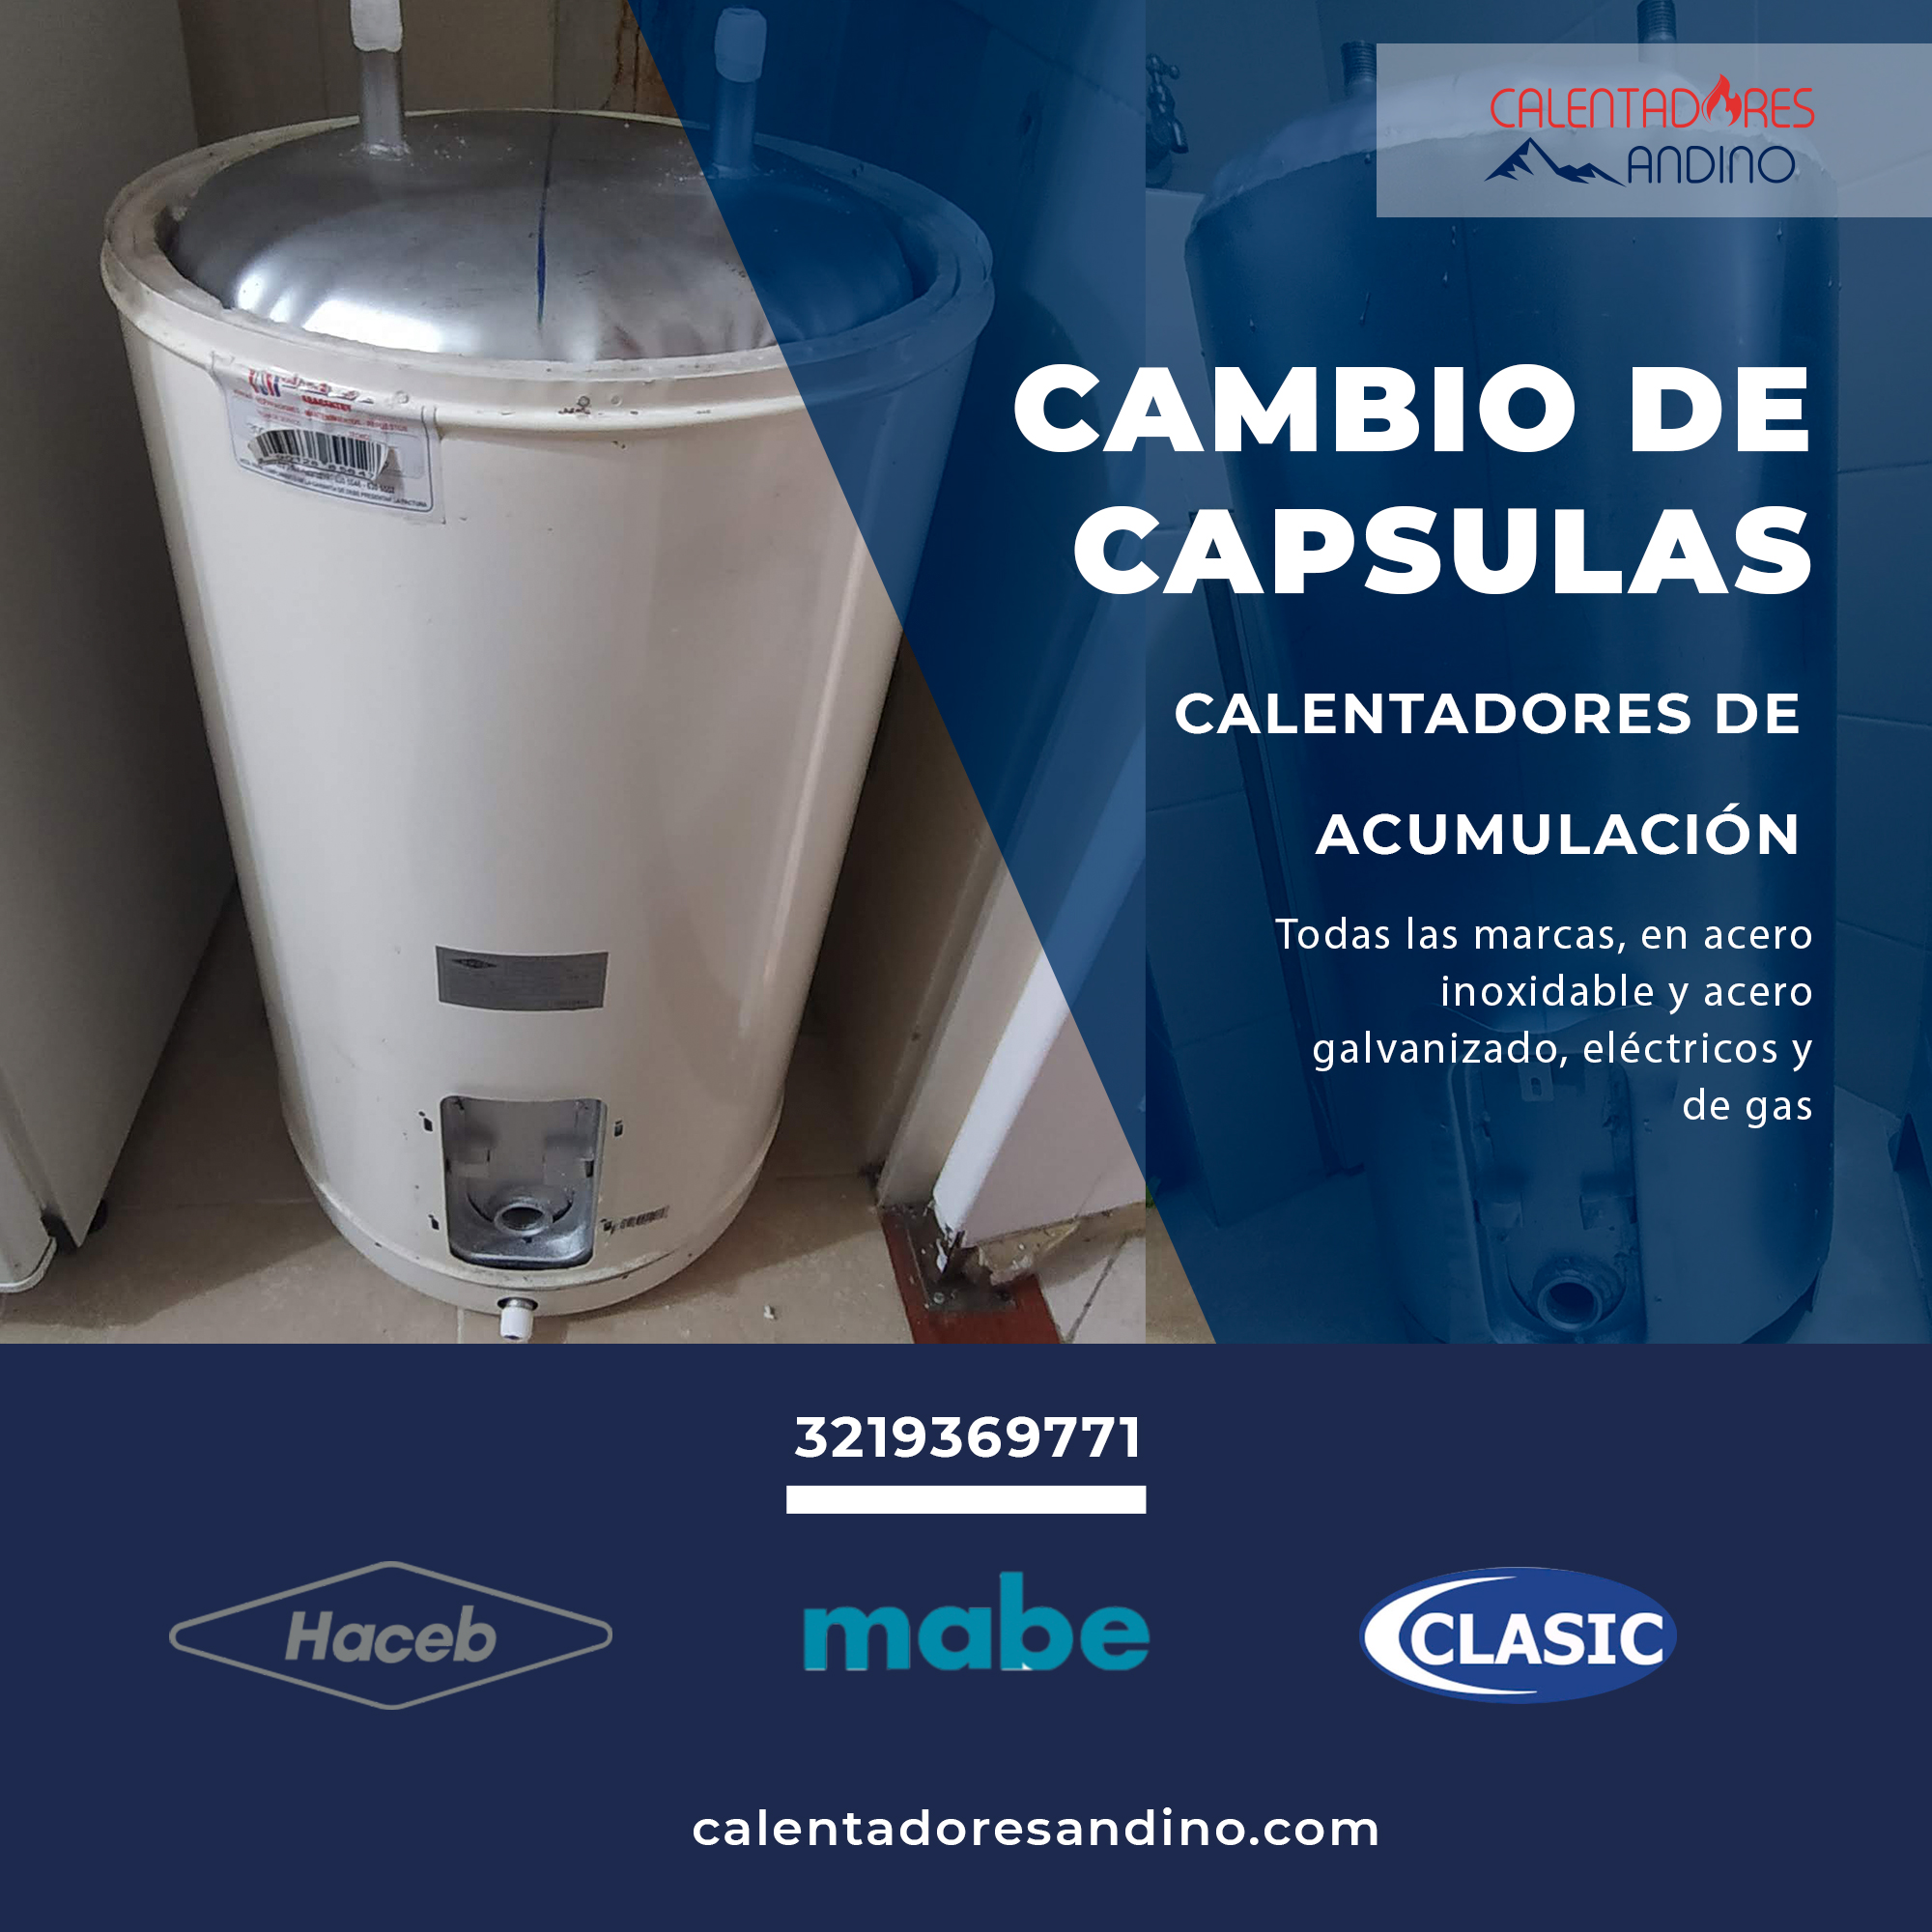 CALENTADORES
ANDINO
CAMBIO DE
CAPSULAS
CALENTADORES DE
ACUMULACIÓN
Todas las marcas, en acero
inoxidable y acero
galvanizado, eléctricos y
de gas
3219369771
Haceb
mabe
CLASIC
calentadoresandino.com